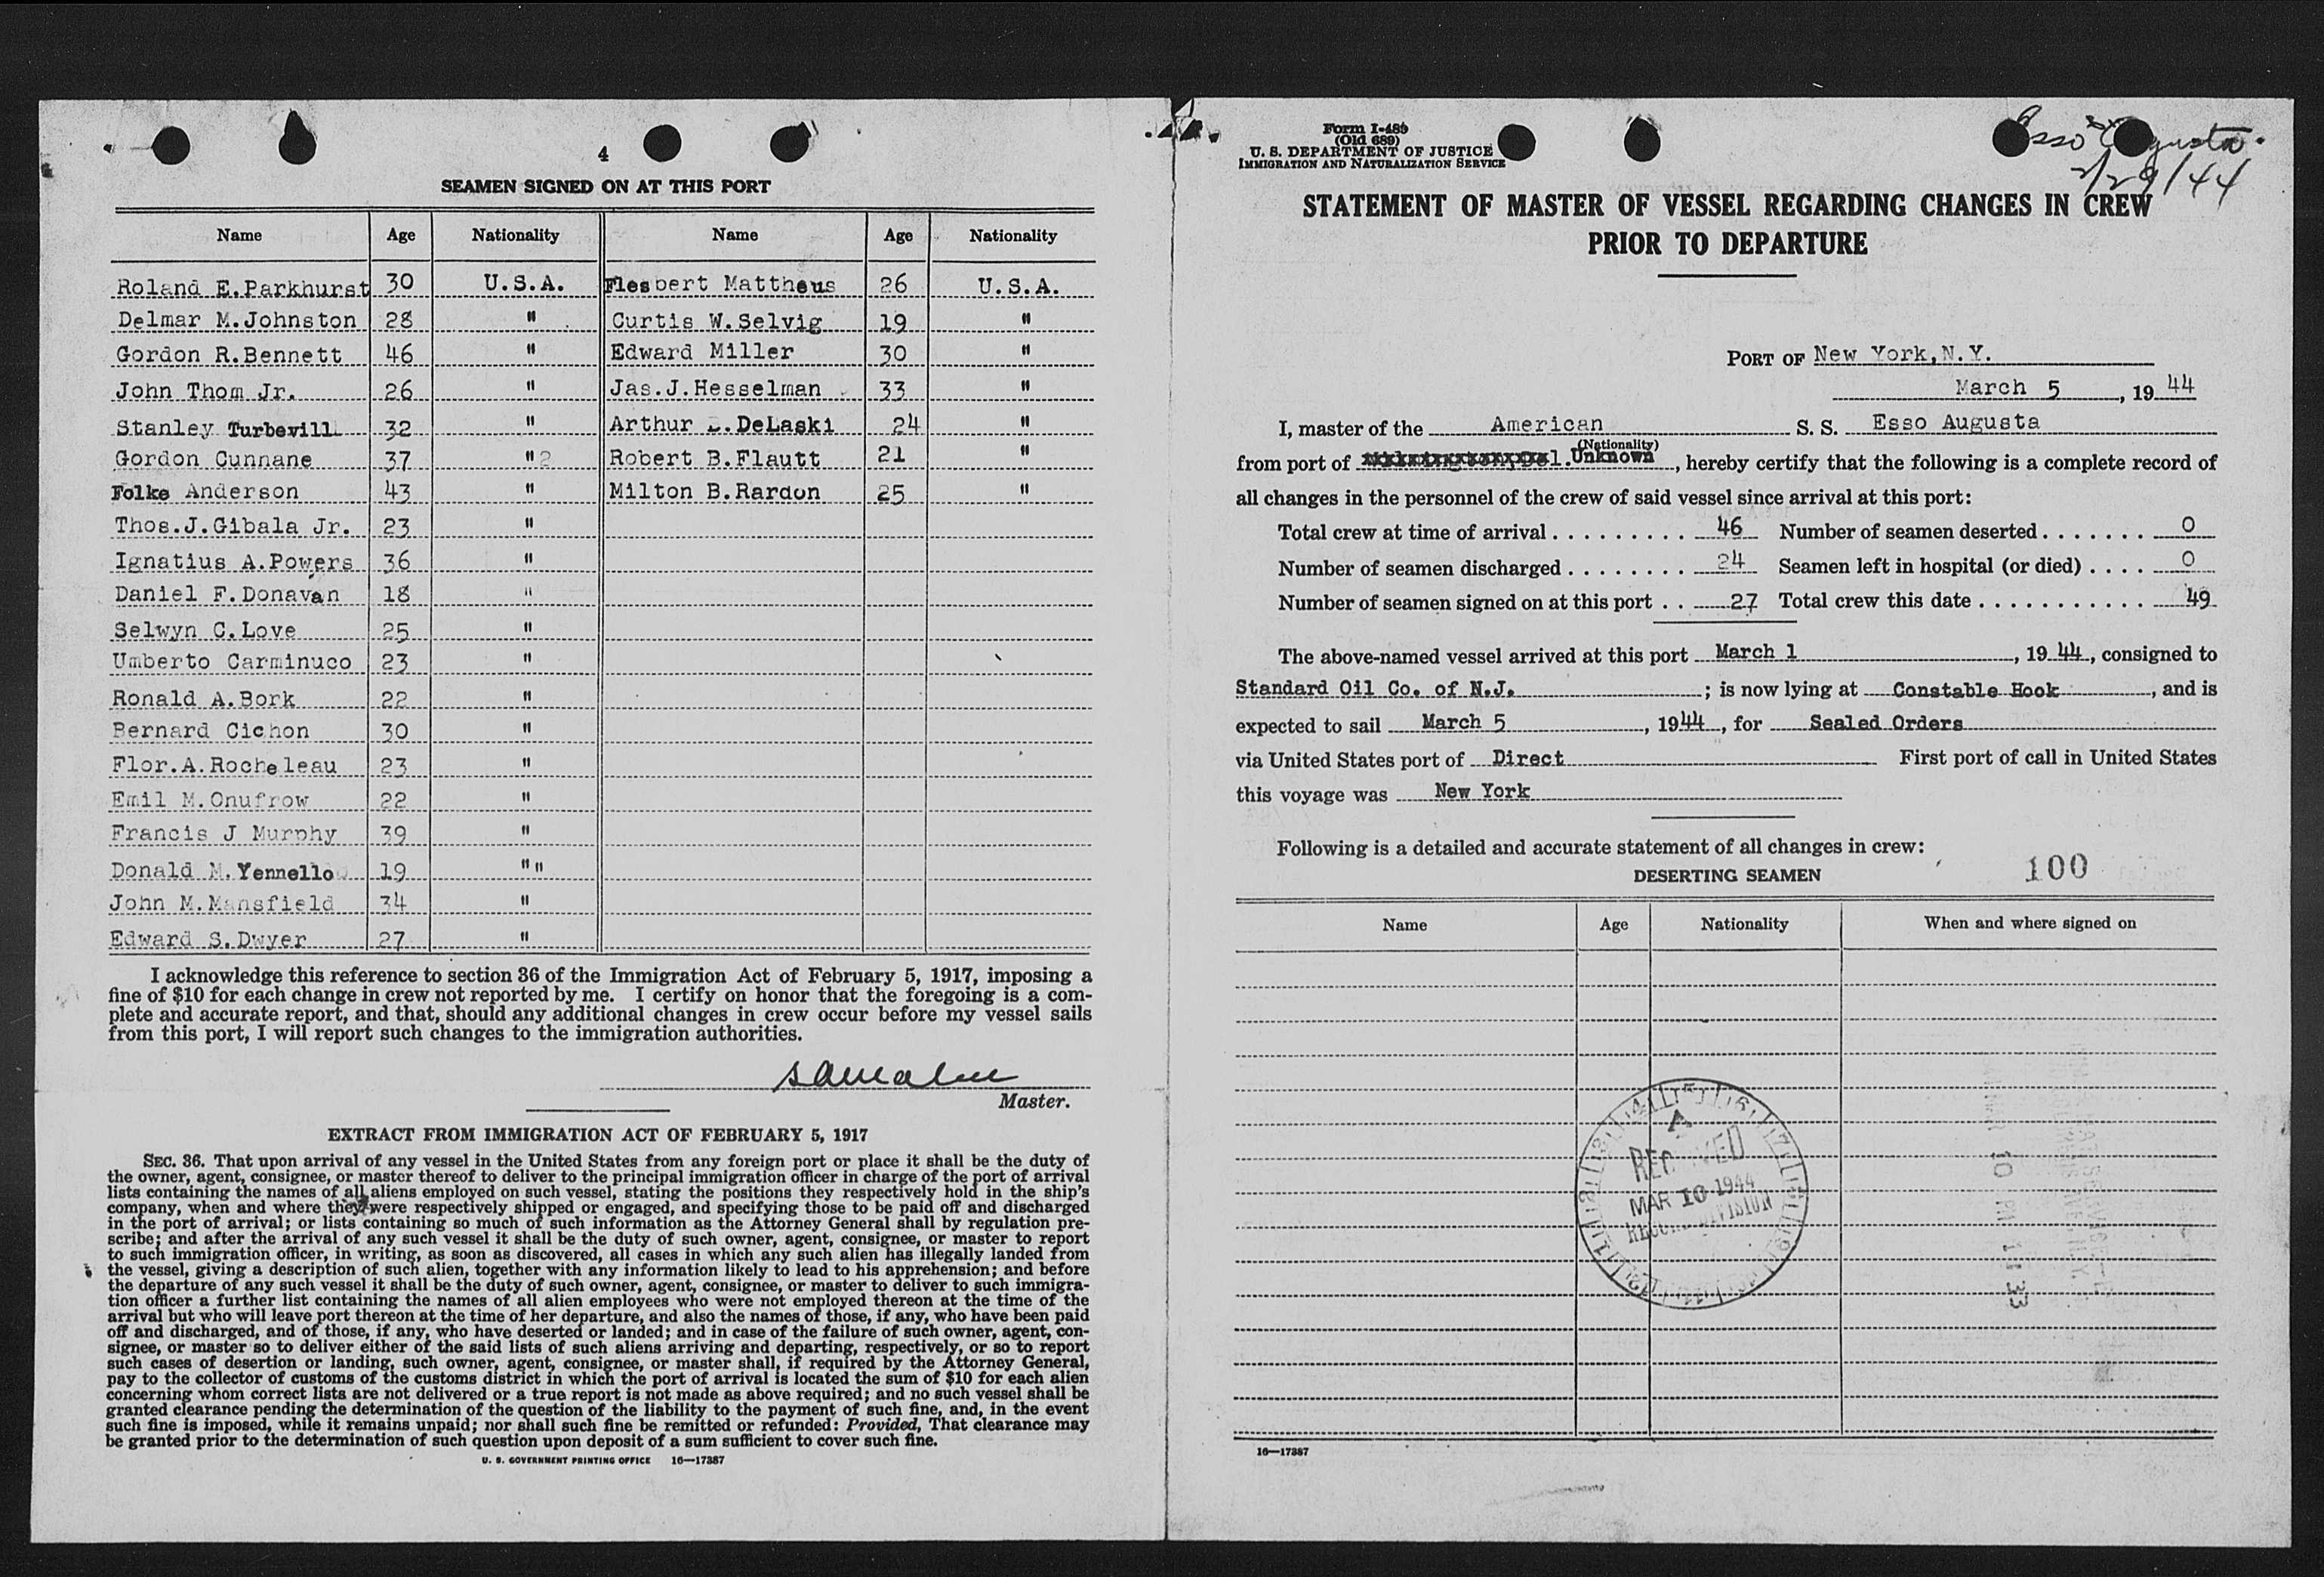 4
SEAMEN SIGNED ON AT THIS PORT
Name Age Nationality Name Age Nationality
Roland E.Parkhurst 30 U.S.A. Flesbert Mattheus 26 U.S.A.
Delmar M.Johnston 28 " Curtis W.Selvig 19 "
Gordon R.Bennett 46 " Edward Miller 30 "
John Thom Jr. 26 " Jas.J.Hesselman 33 "
Stanley Turbevill 32 " Arthur DeLaski 24 "
Gordon Cunnane 37 " Robert B.Flautt 21 "
Folke Anderson 43 " Milton B.Rardon 25 "
Thos.J.Gibala Jr. 23 "
Ignatius A.Powers 36 "
Daniel F.Donavan 18 "
Selwyn C.Love 25 "
Umberto Carminuco 23 "
Ronald A.Bork 22 "
Bernard Cichon 30 "
Flor.A.Rocheleau 23 "
Emil M.Onufrow 22 "
Francis J Murphy 39 "
Donald M.Yennello 19 " "
John M.Mansfield 34 "
Edward S.Dwyer 27 "
I acknowledge this reference to section 36 of the Immigration Act of February 5, 1917, imposing a
fine of $10 for each change in crew not reported by me. I certify on honor that the foregoing is a com-
plete and accurate report, and that, should any additional changes in crew occur before my vessel sails
from this port, I will report such changes to the immigration authorities.
Master.
EXTRACT FROM IMMIGRATION ACT OF FEBRUARY 5, 1917
SEC. 36. That upon arrival of any vessel in the United States from any foreign port or place it shall be the duty of
the owner, agent, consignee, or master thereof to deliver to the principal immigration officer in charge of the port of arrival
lists containing the names of all aliens employed on such vessel, stating the positions they respectively hold in the ship's
company, when and where they were respectively shipped or engaged, and specifying those to be paid off and discharged
in the port of arrival; or lists containing so much of such information as the Attorney General shall by regulation pre-
scribe; and after the arrival of any such vessel it shall be the duty of such owner, agent, consignee, or master to report
to such immigration officer, in writing, as soon as discovered, all cases in which any such alien has illegally landed from
the vessel, giving a description of such alien, together with any information likely to lead to his apprehension; and before
the departure of any such vessel it shall be the duty of such owner, agent, consignee, or master to deliver to such immigra-
tion officer a further list containing the names of all alien employees who were not employed thereon at the time of the
arrival but who will leave port thereon at the time of her departure, and also the names of those, if any, who have been paid
off and discharged, and of those, if any, who have deserted or landed; and in case of the failure of such owner, agent, con-
signee, or master so to deliver either of the said lists of such aliens arriving and departing, respectively, or so to report
such cases of desertion or landing, such owner, agent, consignee, or master shall, if required by the Attorney General,
pay to the collector of customs of the customs district in which the port of arrival is located the sum of $10 for each alien
concerning whom correct lists are not delivered or a true report is not made as above required; and no such vessel shall be
granted clearance pending the determination of the question of the liability to the payment of such fine, and, in the event
such fine is imposed, while it remains unpaid; nor shall such fine be remitted or refunded: Provided, That clearance may
be granted prior to the determination of such question upon deposit of a sum sufficient to cover such fine.
U. S. GOVERNMENT PRINTING OFFICE 16—17387
Form I-489
(Old 689)
U. S. DEPARTMENT OF JUSTICE
IMMIGRATION AND NATURALIZATION SERVICE
Esso Augusta
2/29/44
STATEMENT OF MASTER OF VESSEL REGARDING CHANGES IN CREW
PRIOR TO DEPARTURE
PORT OF New York,N.Y.
March 5, 1944
I, master of the American S. S. Esso Augusta
(Nationality)
from port of Unknown, hereby certify that the following is a complete record of
all changes in the personnel of the crew of said vessel since arrival at this port:
Total crew at time of arrival . . . . . . . . . 46 Number of seamen deserted . . . . . . . 0
Number of seamen discharged . . . . . . . . 24 Seamen left in hospital (or died) . . . . 0
Number of seamen signed on at this port . . 27 Total crew this date . . . . . . . . . . . 49
The above-named vessel arrived at this port March 1, 1944, consigned to
Standard Oil Co. of N.J.; is now lying at Constable Hook, and is
expected to sail March 5, 1944, for Sealed Orders
via United States port of Direct First port of call in United States
this voyage was New York
Following is a detailed and accurate statement of all changes in crew:
DESERTING SEAMEN 100
Name Age Nationality When and where signed on
RECEIVED
MAR 10 1944
RECORD DIVISION
16—17387